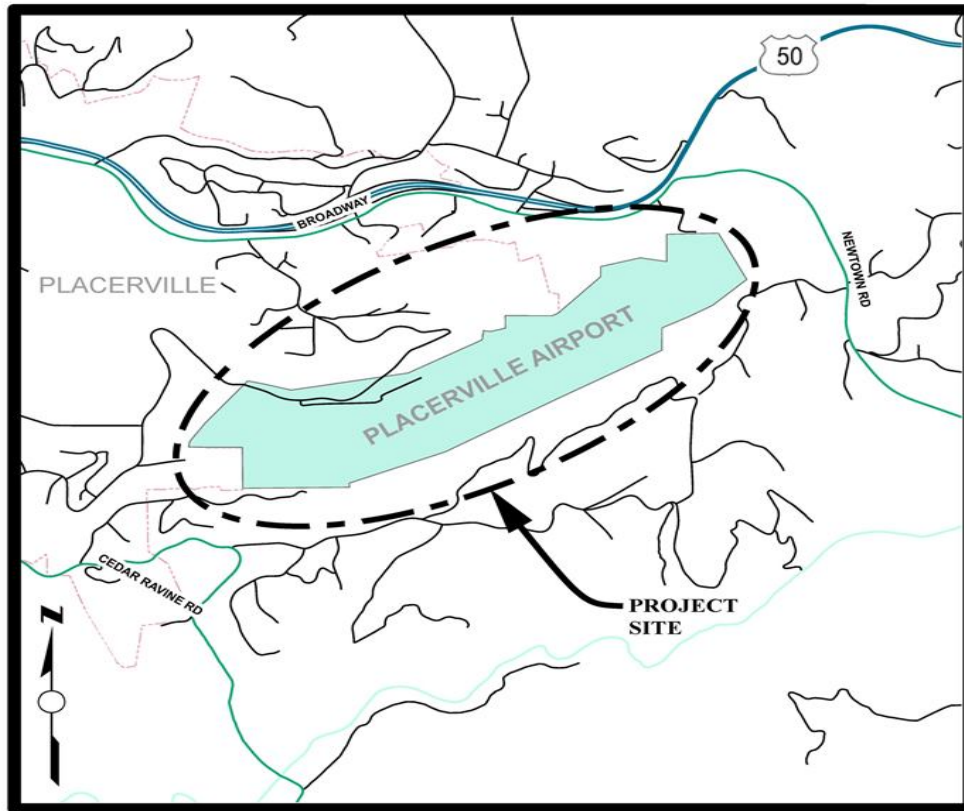 50
BROADWAY
PLACERVILLE
NEWTOWN RD
PLACERVILLE AIRPORT
CEDAR RAVINE RD
PROJECT
SITE
N